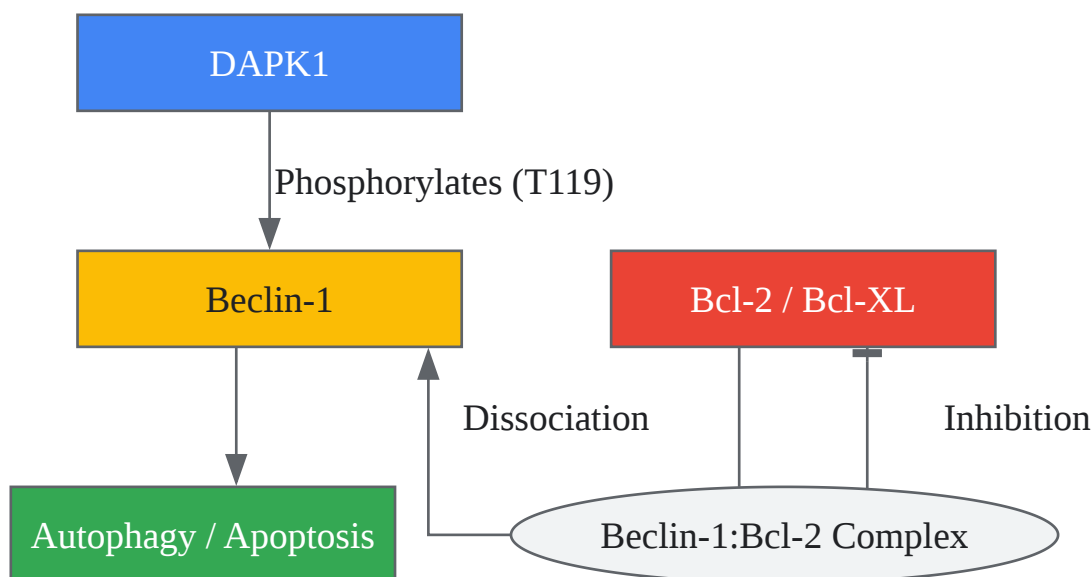 DAPK1
Phosphorylates (T119)
Beclin-1
Bcl-2 / Bcl-XL
Dissociation
Inhibition
Autophagy / Apoptosis
Beclin-1:Bcl-2 Complex